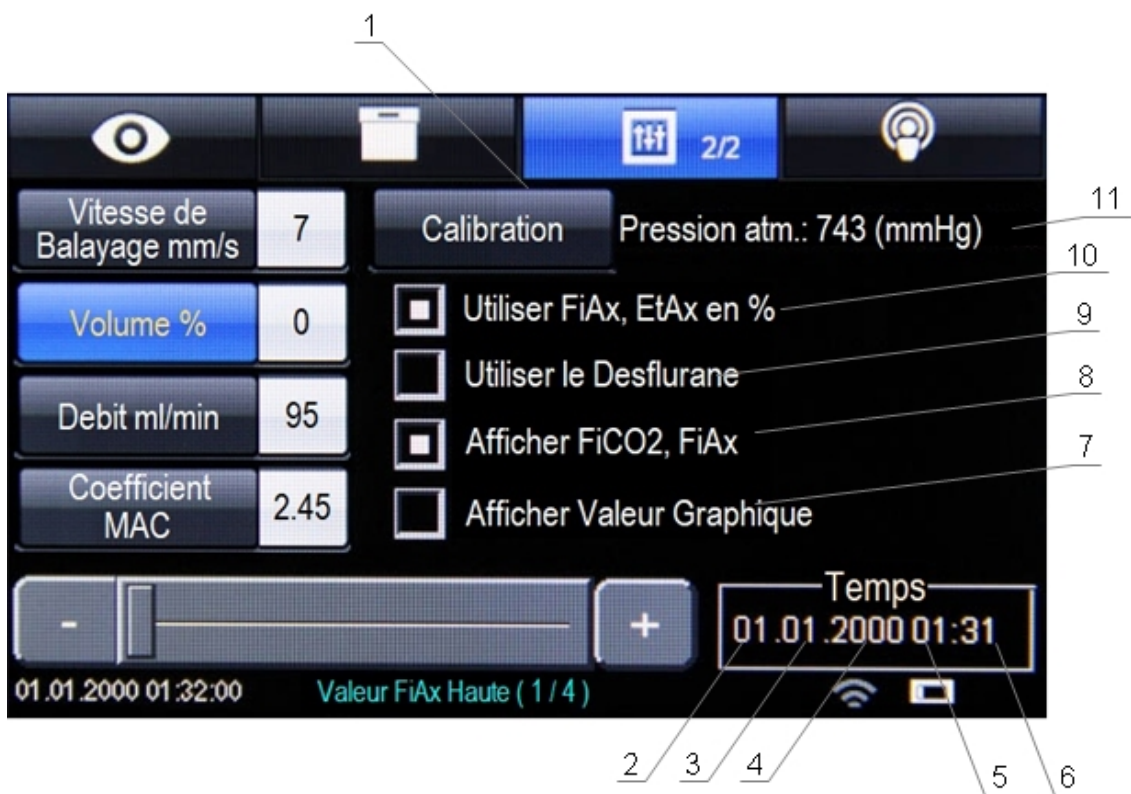 1
2/2
Vitesse de
Balayage mm/s
7
Calibration
Pression atm.: 743 (mmHg)
11
10
Volume %
0
Utiliser FiAx, EtAx en %
9
Utiliser le Desflurane
8
Debit ml/min
95
Afficher FiCO2, FiAx
7
Coefficient
MAC
2.45
Afficher Valeur Graphique
-
+
Temps
01.01.2000 01:31
01.01.2000 01:32:00
Valeur FiAx Haute ( 1 / 4 )
2
3
4
5
6